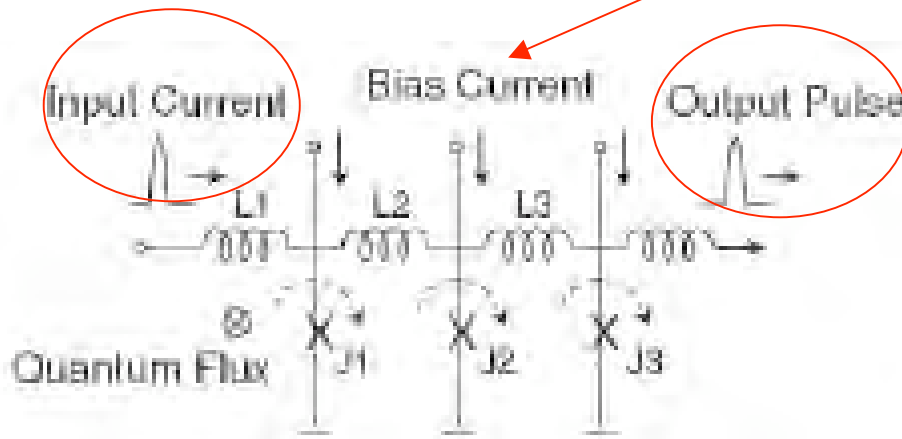 Input Current
Bias Current
Output Pulse
L1
L2
L3
J1
J2
J3
Quantum Flux